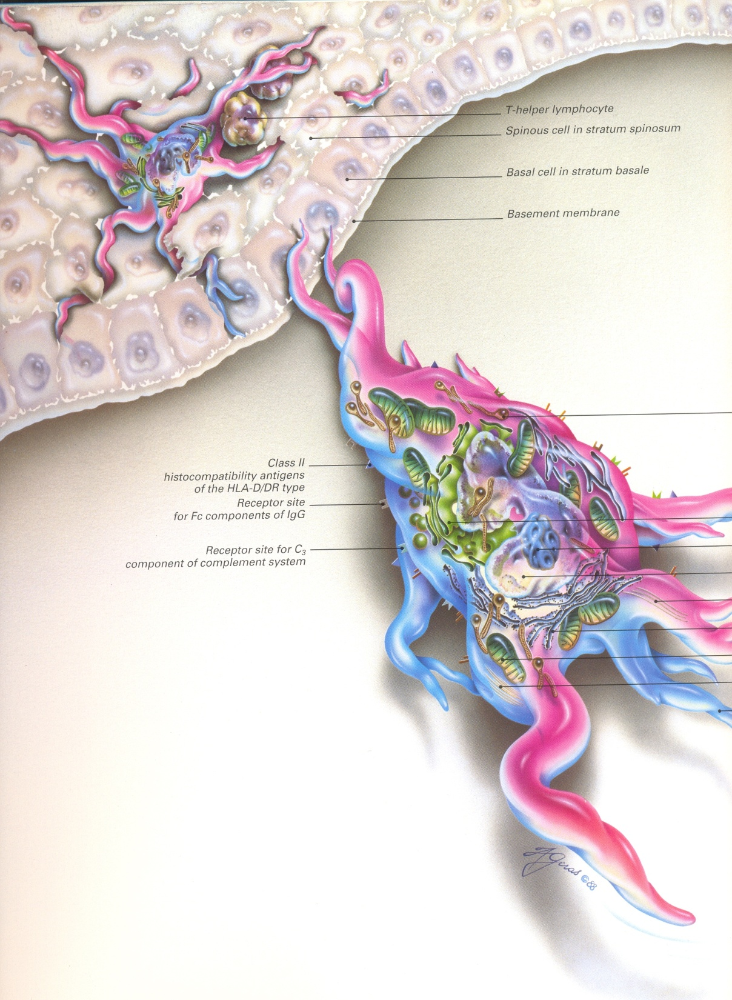 T-helper lymphocyte
Spinous cell in stratum spinosum
Basal cell in stratum basale
Basement membrane
Class II
histocompatibility antigens
of the HLA-D/DR type
Receptor site
for Fc components of IgG
Receptor site for C₃
component of complement system
Geras ©88